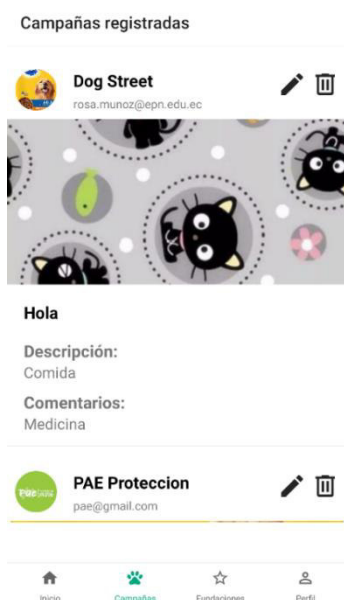 Campañas registradas
Dog Street
rosa.munoz@epn.edu.ec
Hola
Descripción:
Comida
Comentarios:
Medicina
PAE Proteccion
pae@gmail.com
Inicio
Campañas
Fundaciones
Perfil